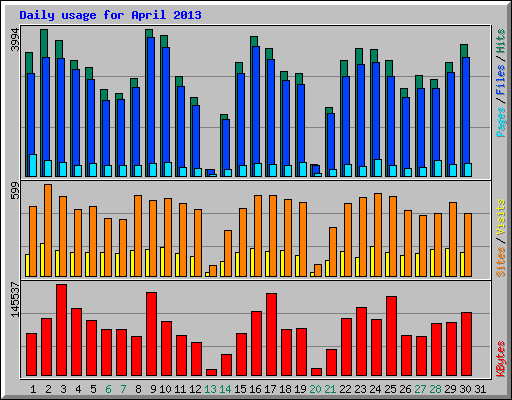 Daily usage for April 2013
3994
Pages / Files / Hits
599
Sites / Visits
145537
KBytes
1 2 3 4 5 6 7 8 9 10 11 12 13 14 15 16 17 18 19 20 21 22 23 24 25 26 27 28 29 30 31